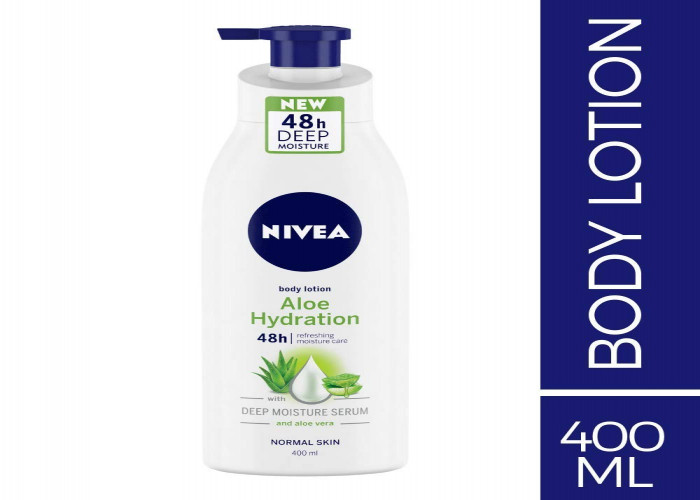 NEW
48h
DEEP
MOISTURE
NIVEA
body lotion
Aloe
Hydration
48h | refreshing
moisture care
with
DEEP MOISTURE SERUM
and aloe vera
NORMAL SKIN
400 ml
BODY LOTION
400
ML